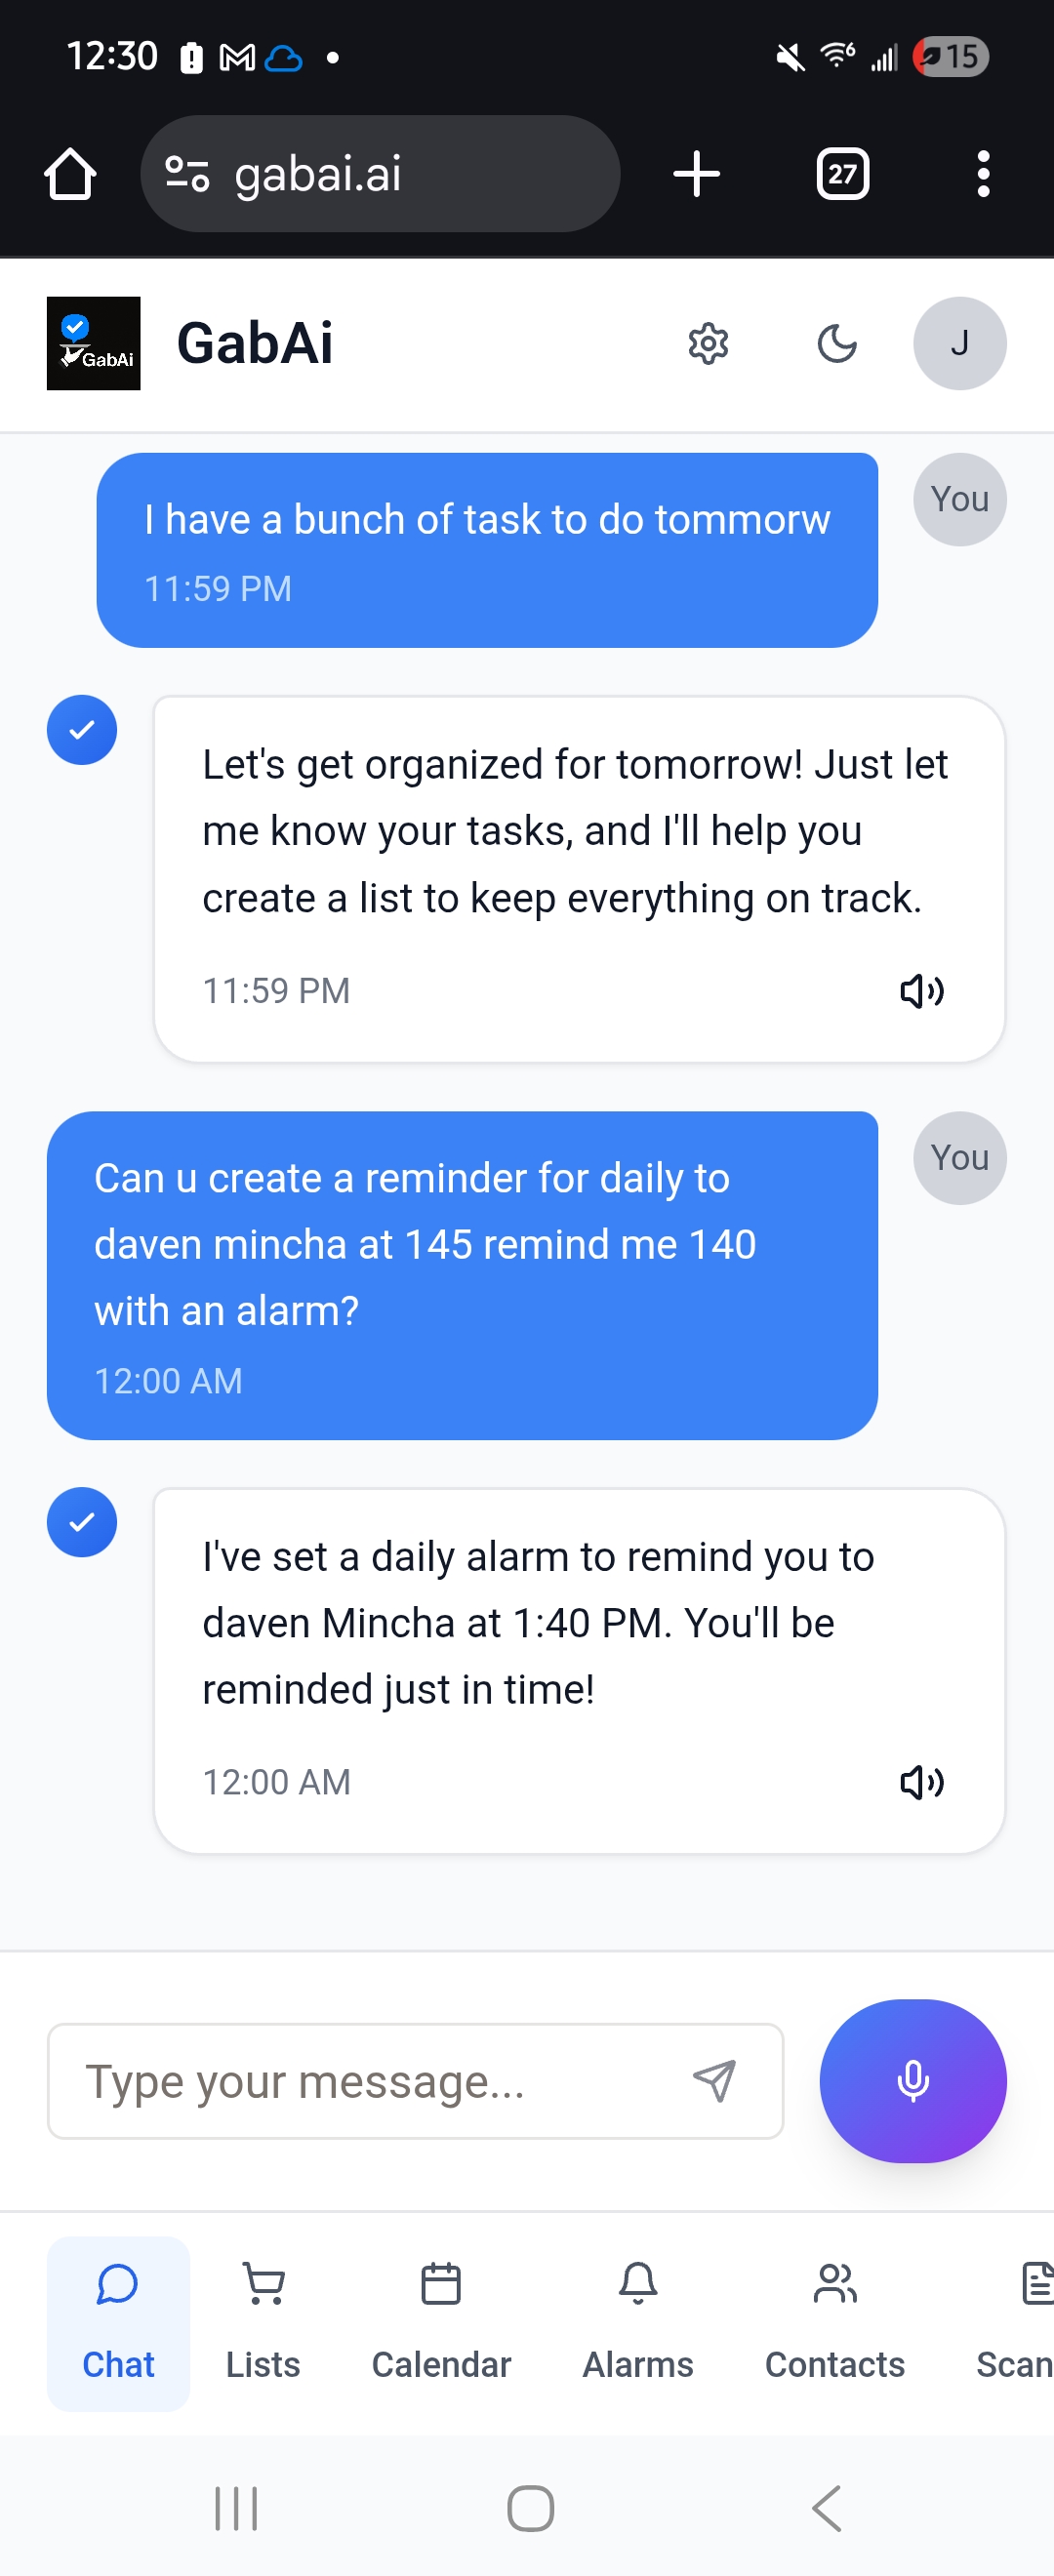 12:30
6
15
gabai.ai
27
GabAi
GabAi
J
I have a bunch of task to do tommorw
11:59 PM
You
Let's get organized for tomorrow! Just let
me know your tasks, and I'll help you
create a list to keep everything on track.
11:59 PM
Can u create a reminder for daily to
daven mincha at 145 remind me 140
with an alarm?
12:00 AM
You
I've set a daily alarm to remind you to
daven Mincha at 1:40 PM. You'll be
reminded just in time!
12:00 AM
Type your message...
Chat
Lists
Calendar
Alarms
Contacts
Scan